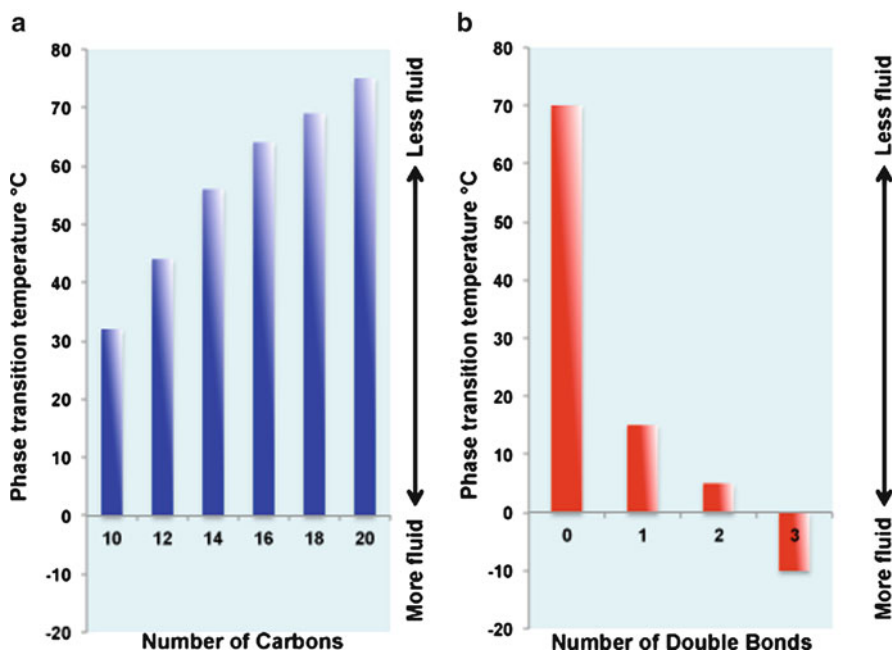 a
Phase transition temperature °C
80
70
60
50
40
30
20
10
0
-10
-20
10 12 14 16 18 20
Number of Carbons
Less fluid
More fluid
b
Phase transition temperature °C
80
70
60
50
40
30
20
10
0
-10
-20
0 1 2 3
Number of Double Bonds
Less fluid
More fluid